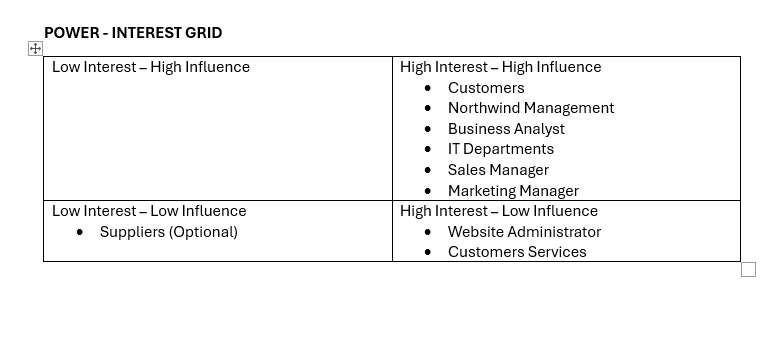 POWER - INTEREST GRID
Low Interest – High Influence
High Interest – High Influence
• Customers
• Northwind Management
• Business Analyst
• IT Departments
• Sales Manager
• Marketing Manager
Low Interest – Low Influence
• Suppliers (Optional)
High Interest – Low Influence
• Website Administrator
• Customers Services